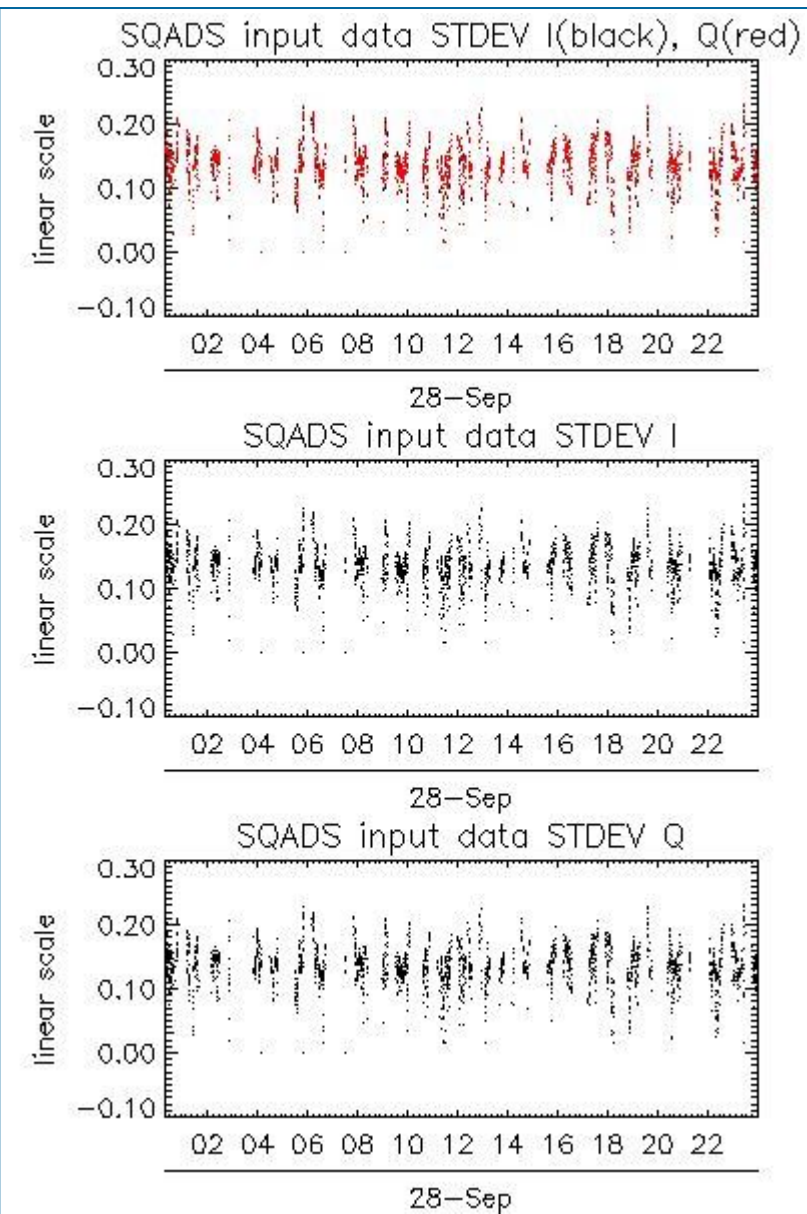 SQADS input data STDEV I(black), Q(red)
0.30
0.20
0.10
0.00
-0.10
linear scale
02 04 06 08 10 12 14 16 18 20 22
28-Sep
SQADS input data STDEV I
0.30
0.20
0.10
0.00
-0.10
linear scale
02 04 06 08 10 12 14 16 18 20 22
28-Sep
SQADS input data STDEV Q
0.30
0.20
0.10
0.00
-0.10
linear scale
02 04 06 08 10 12 14 16 18 20 22
28-Sep